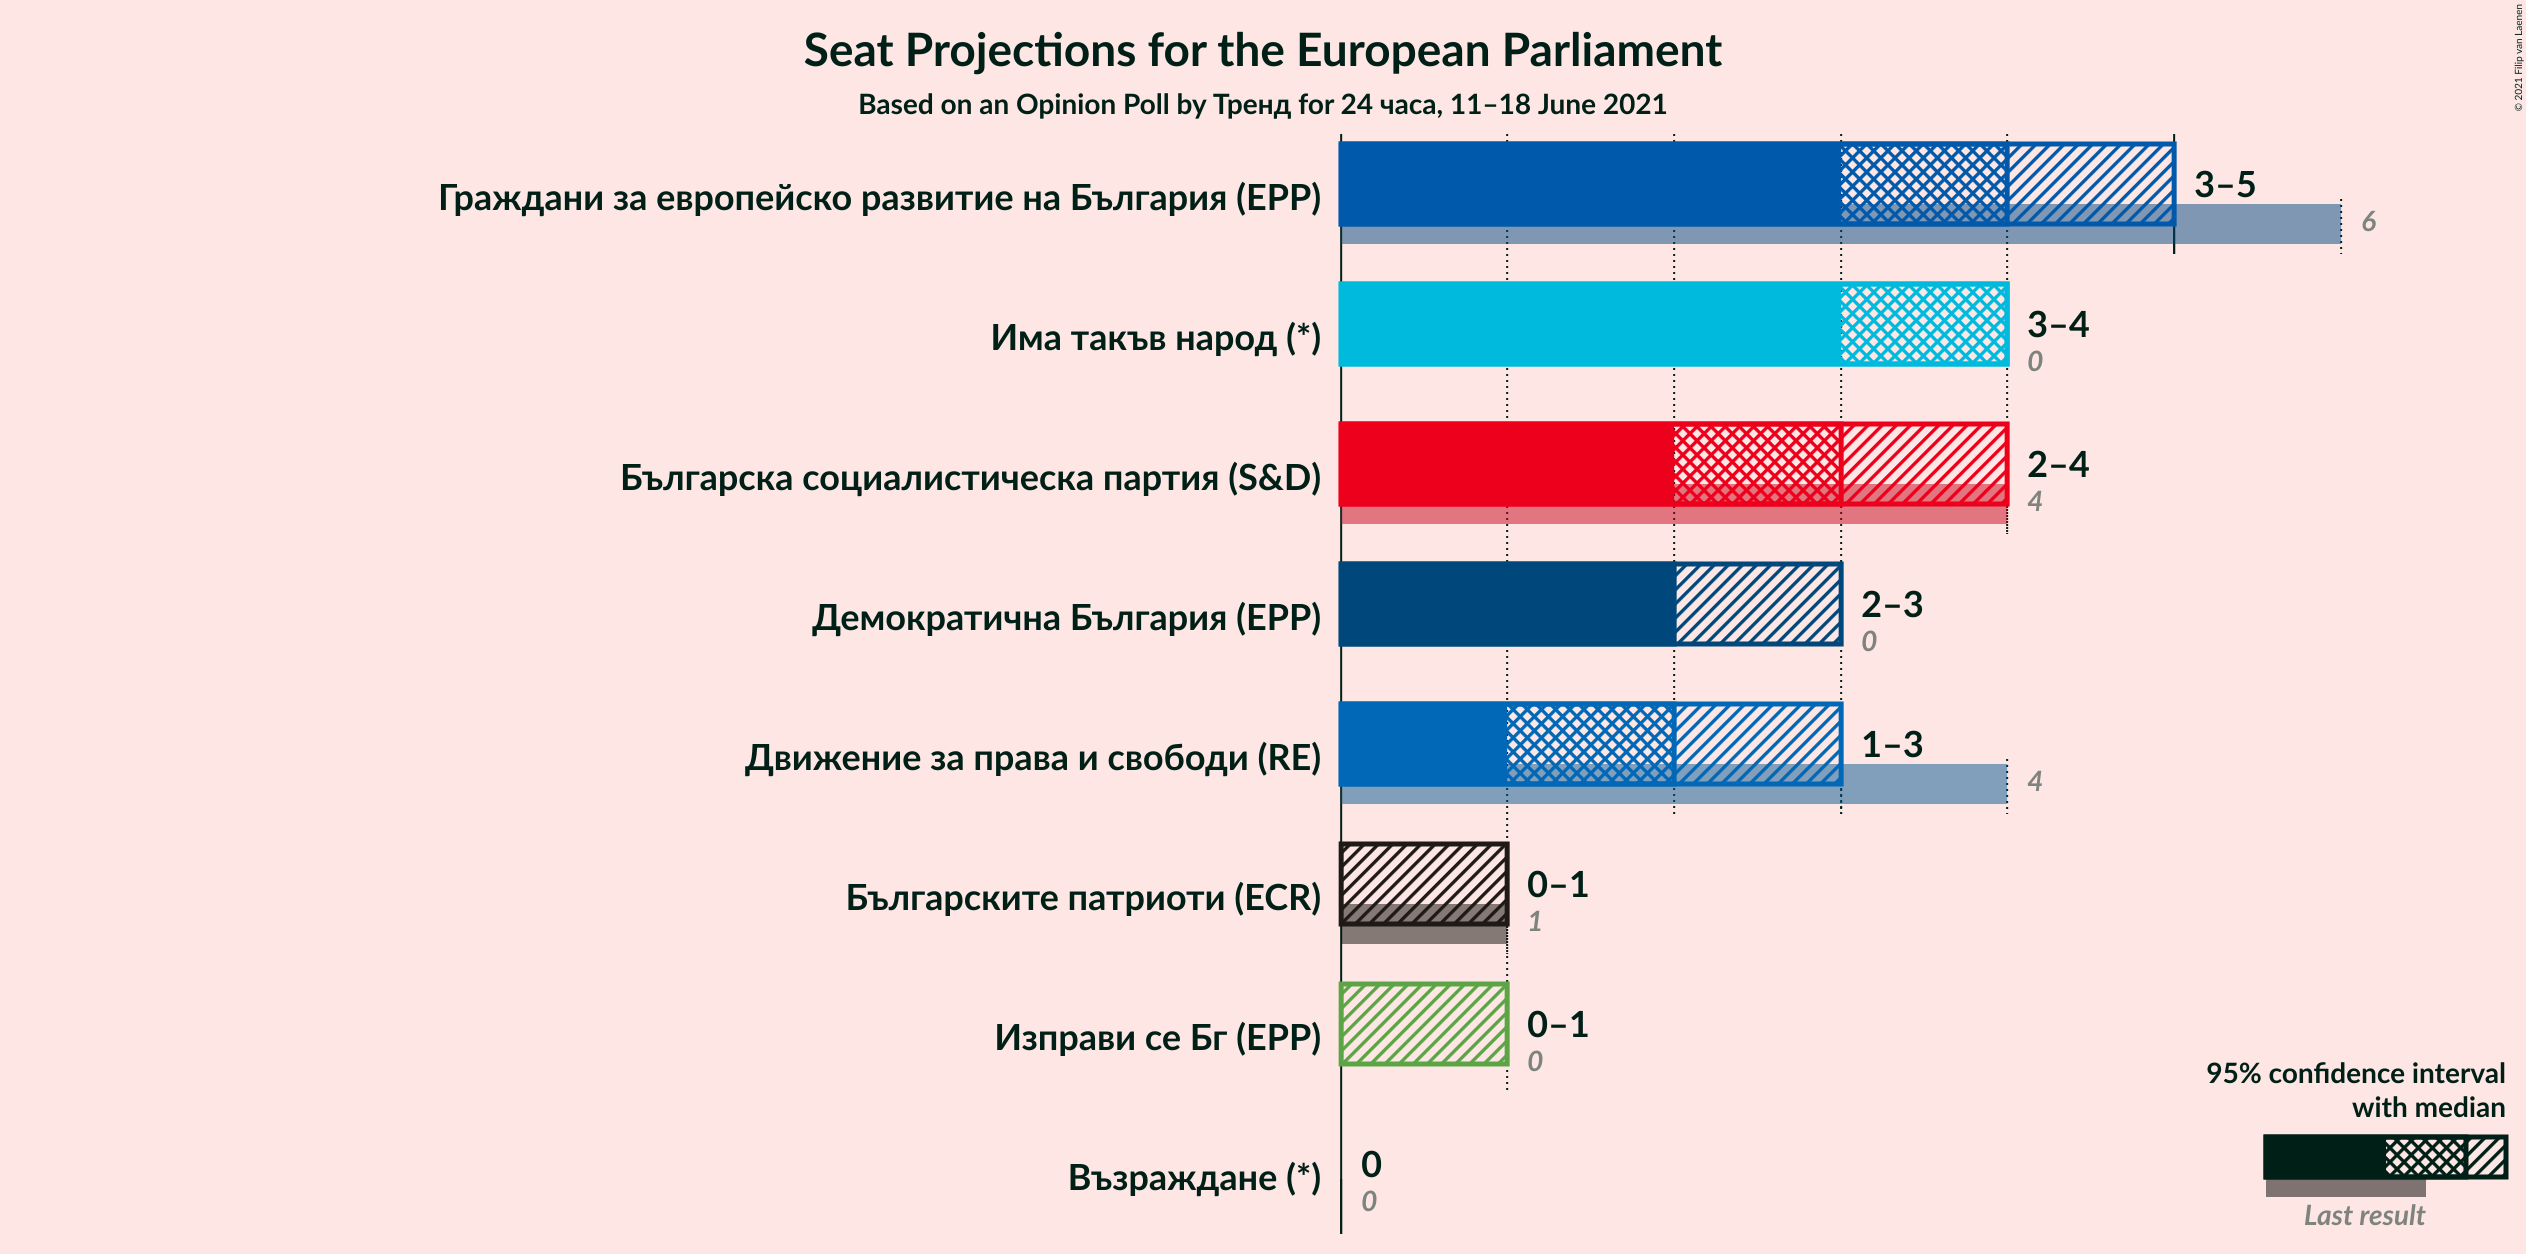 Seat Projections for the European Parliament
Based on an Opinion Poll by Тренд for 24 часа, 11–18 June 2021
© 2021 Filip van Laenen
Граждани за европейско развитие на България (EPP)
3–5
6
Има такъв народ (*)
3–4
0
Българска социалистическа партия (S&D)
2–4
4
Демократична България (EPP)
2–3
0
Движение за права и свободи (RE)
1–3
4
Българските патриоти (ECR)
0–1
1
Изправи се Бг (EPP)
0–1
0
Възраждане (*)
0
0
95% confidence interval
with median
Last result